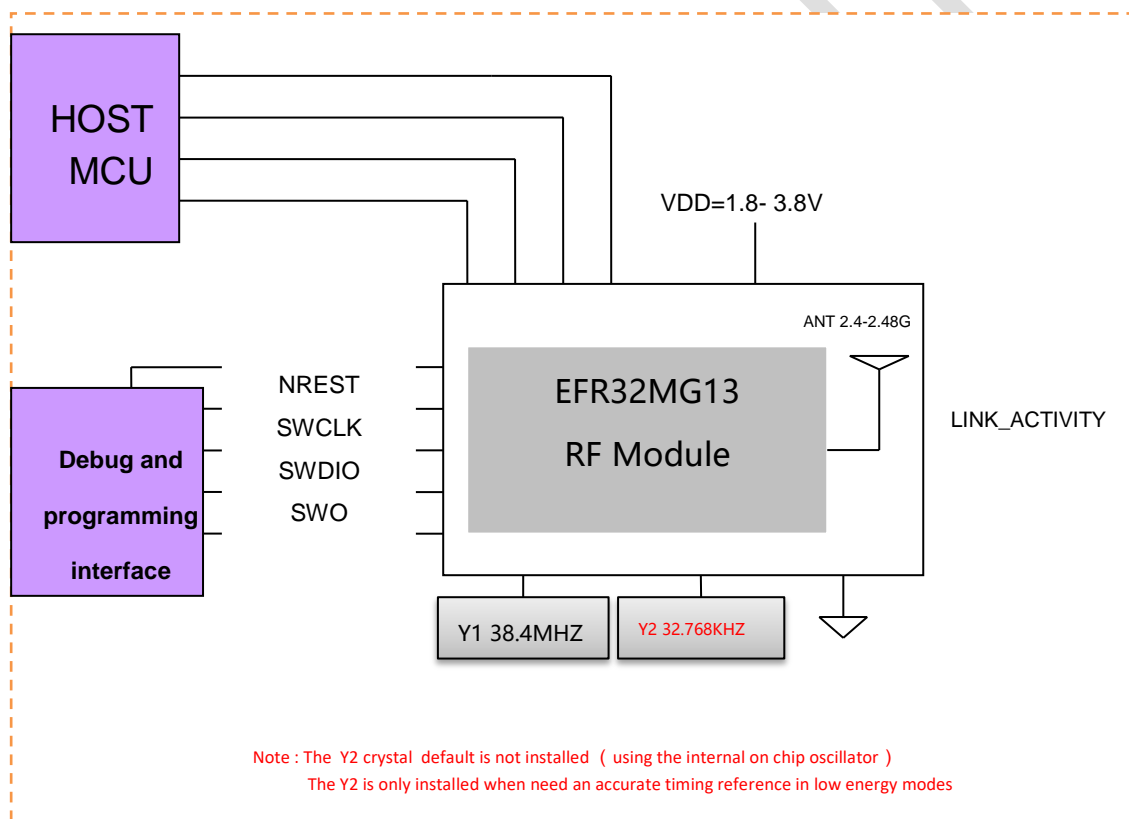 HOST
MCU
VDD=1.8- 3.8V
ANT 2.4-2.48G
EFR32MG13
RF Module
LINK_ACTIVITY
NREST
SWCLK
SWDIO
SWO
Debug and
programming
interface
Y1 38.4MHZ
Y2 32.768KHZ
Note : The Y2 crystal default is not installed ( using the internal on chip oscillator )
The Y2 is only installed when need an accurate timing reference in low energy modes